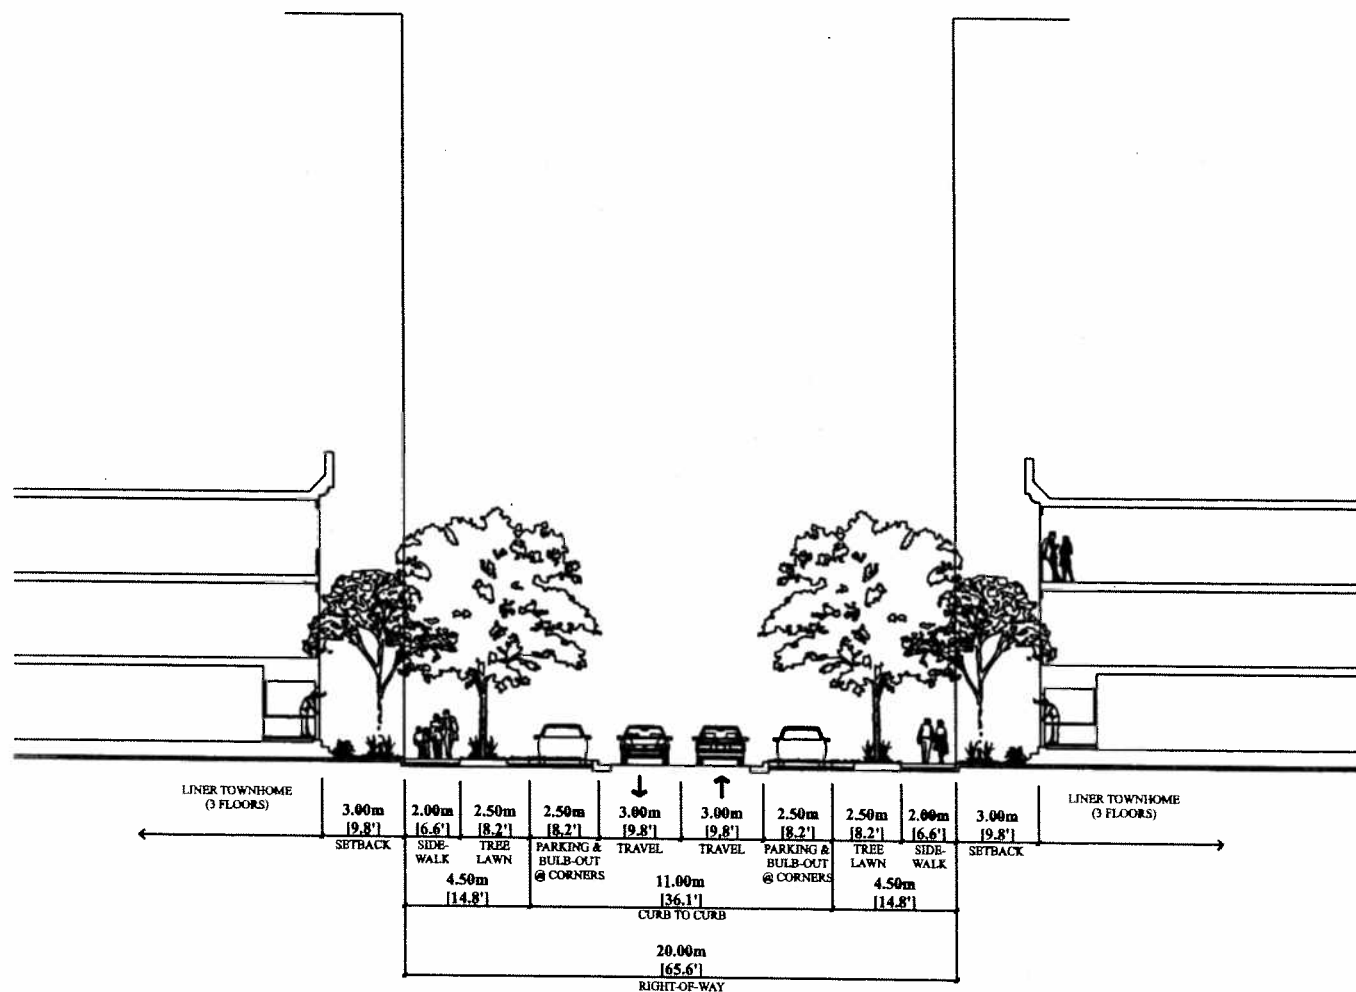 LINER TOWNHOME
(3 FLOORS)
3.00m
[9.8']
SETBACK
2.00m
[6.6']
SIDE-
WALK
2.50m
[8.2']
TREE
LAWN
2.50m
[8.2']
PARKING &
BULB-OUT
@ CORNERS
3.00m
[9.8']
TRAVEL
3.00m
[9.8']
TRAVEL
2.50m
[8.2']
PARKING &
BULB-OUT
@ CORNERS
2.50m
[8.2']
TREE
LAWN
2.00m
[6.6']
SIDE-
WALK
3.00m
[9.8']
SETBACK
LINER TOWNHOME
(3 FLOORS)
4.50m
[14.8']
11.00m
[36.1']
CURB TO CURB
4.50m
[14.8']
20.00m
[65.6']
RIGHT-OF-WAY